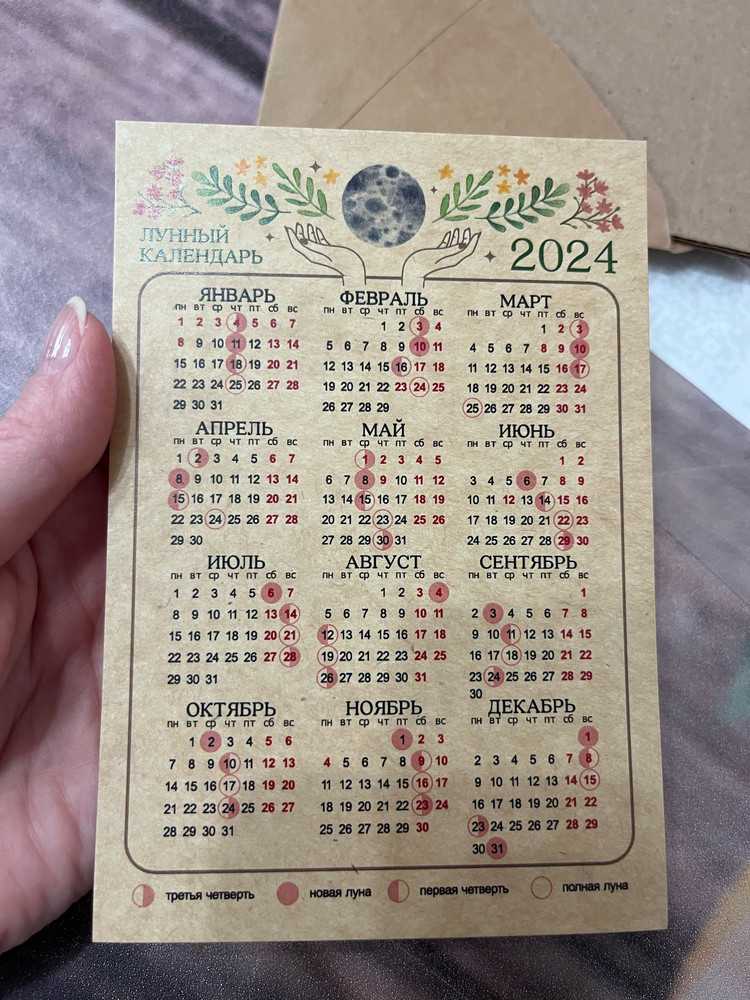 ЛУННЫЙ
КАЛЕНДАРЬ
2024
ЯНВАРЬ
пн вт ср чт пт сб вс
1 2 3 4 5 6 7
8 9 10 11 12 13 14
15 16 17 18 19 20 21
22 23 24 25 26 27 28
29 30 31
ФЕВРАЛЬ
пн вт ср чт пт сб вс
1 2 3 4
5 6 7 8 9 10 11
12 13 14 15 16 17 18
19 20 21 22 23 24 25
26 27 28 29
МАРТ
пн вт ср чт пт сб вс
1 2 3
4 5 6 7 8 9 10
11 12 13 14 15 16 17
18 19 20 21 22 23 24
25 26 27 28 29 30 31
АПРЕЛЬ
пн вт ср чт пт сб вс
1 2 3 4 5 6 7
8 9 10 11 12 13 14
15 16 17 18 19 20 21
22 23 24 25 26 27 28
29 30
МАЙ
пн вт ср чт пт сб вс
1 2 3 4 5
6 7 8 9 10 11 12
13 14 15 16 17 18 19
20 21 22 23 24 25 26
27 28 29 30 31
ИЮНЬ
пн вт ср чт пт сб вс
1 2
3 4 5 6 7 8 9
10 11 12 13 14 15 16
17 18 19 20 21 22 23
24 25 26 27 28 29 30
ИЮЛЬ
пн вт ср чт пт сб вс
1 2 3 4 5 6 7
8 9 10 11 12 13 14
15 16 17 18 19 20 21
22 23 24 25 26 27 28
29 30 31
АВГУСТ
пн вт ср чт пт сб вс
1 2 3 4
5 6 7 8 9 10 11
12 13 14 15 16 17 18
19 20 21 22 23 24 25
26 27 28 29 30 31
СЕНТЯБРЬ
пн вт ср чт пт сб вс
1
2 3 4 5 6 7 8
9 10 11 12 13 14 15
16 17 18 19 20 21 22
23 24 25 26 27 28 29
30
ОКТЯБРЬ
пн вт ср чт пт сб вс
1 2 3 4 5 6
7 8 9 10 11 12 13
14 15 16 17 18 19 20
21 22 23 24 25 26 27
28 29 30 31
НОЯБРЬ
пн вт ср чт пт сб вс
1 2 3
4 5 6 7 8 9 10
11 12 13 14 15 16 17
18 19 20 21 22 23 24
25 26 27 28 29 30
ДЕКАБРЬ
пн вт ср чт пт сб вс
1
2 3 4 5 6 7 8
9 10 11 12 13 14 15
16 17 18 19 20 21 22
23 24 25 26 27 28 29
30 31
третья четверть новая луна первая четверть полная луна